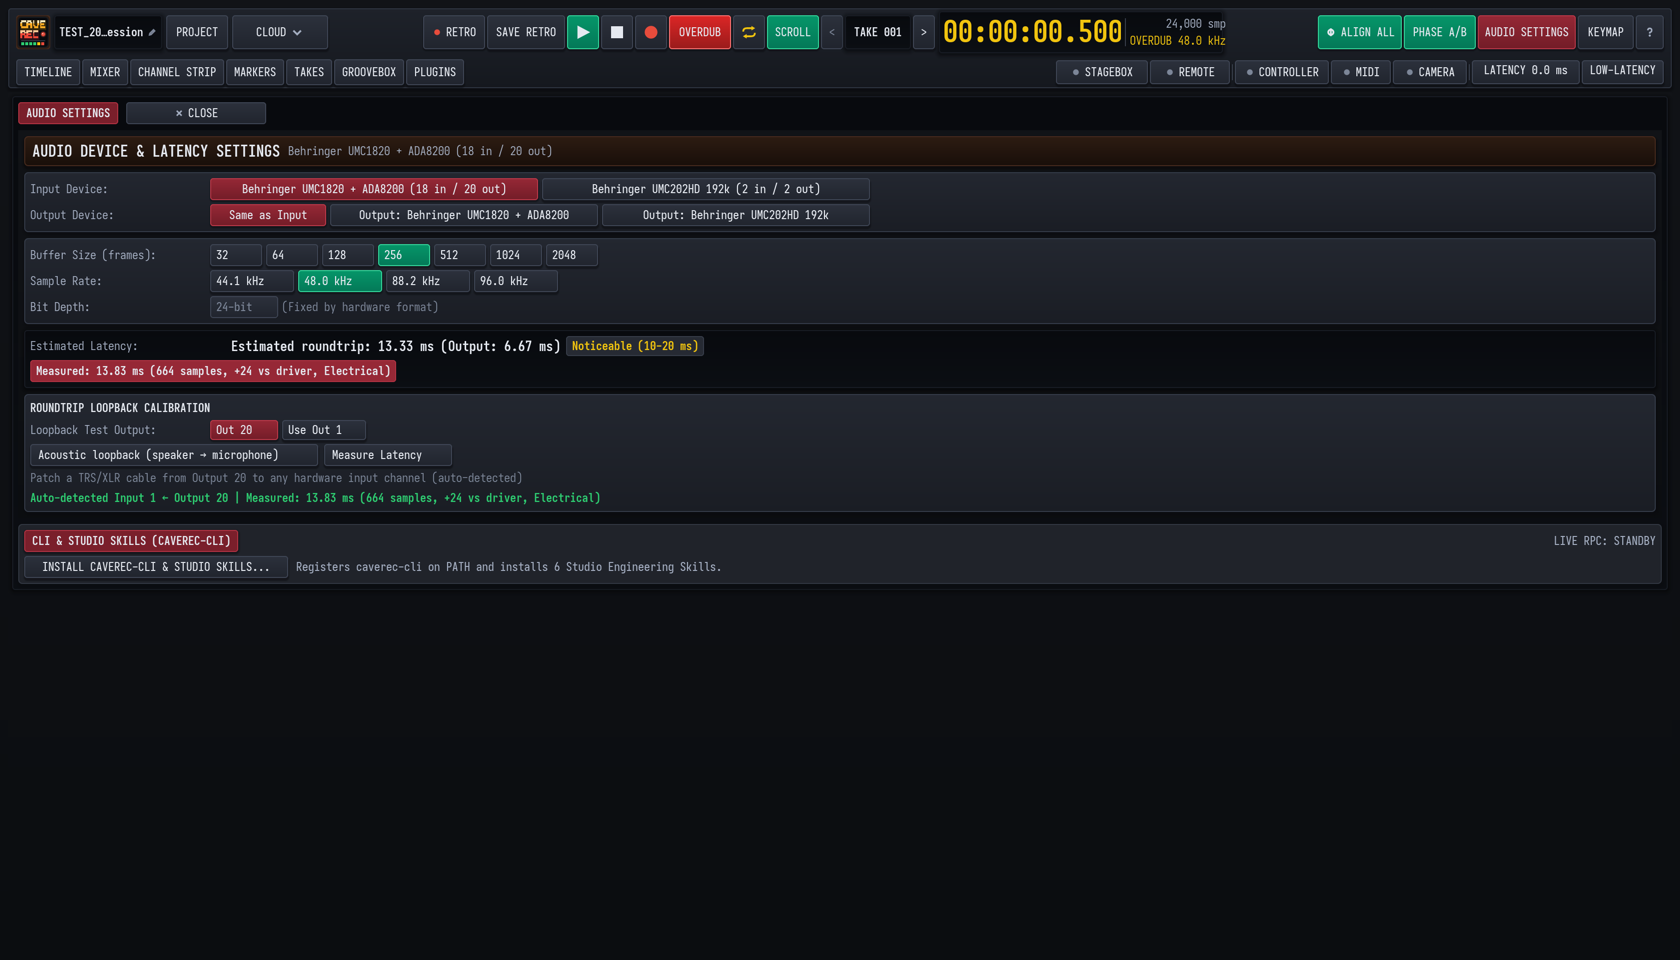 CAVE REC
TEST_20…ession
PROJECT
CLOUD
RETRO
SAVE RETRO
OVERDUB
SCROLL
<
TAKE 001
>
00:00:00.500
24,000 smp
OVERDUB 48.0 kHz
ALIGN ALL
PHASE A/B
AUDIO SETTINGS
KEYMAP
?
TIMELINE
MIXER
CHANNEL STRIP
MARKERS
TAKES
GROOVEBOX
PLUGINS
STAGEBOX
REMOTE
CONTROLLER
MIDI
CAMERA
LATENCY 0.0 ms
LOW-LATENCY
AUDIO SETTINGS
× CLOSE
AUDIO DEVICE & LATENCY SETTINGS Behringer UMC1820 + ADA8200 (18 in / 20 out)
Input Device: Behringer UMC1820 + ADA8200 (18 in / 20 out) Behringer UMC202HD 192k (2 in / 2 out)
Output Device: Same as Input Output: Behringer UMC1820 + ADA8200 Output: Behringer UMC202HD 192k
Buffer Size (frames): 32 64 128 256 512 1024 2048
Sample Rate: 44.1 kHz 48.0 kHz 88.2 kHz 96.0 kHz
Bit Depth: 24-bit (Fixed by hardware format)
Estimated Latency: Estimated roundtrip: 13.33 ms (Output: 6.67 ms) Noticeable (10-20 ms)
Measured: 13.83 ms (664 samples, +24 vs driver, Electrical)
ROUNDTRIP LOOPBACK CALIBRATION
Loopback Test Output: Out 20 Use Out 1
Acoustic loopback (speaker → microphone) Measure Latency
Patch a TRS/XLR cable from Output 20 to any hardware input channel (auto-detected)
Auto-detected Input 1 ← Output 20 | Measured: 13.83 ms (664 samples, +24 vs driver, Electrical)
CLI & STUDIO SKILLS (CAVEREC-CLI)
LIVE RPC: STANDBY
INSTALL CAVEREC-CLI & STUDIO SKILLS... Registers caverec-cli on PATH and installs 6 Studio Engineering Skills.